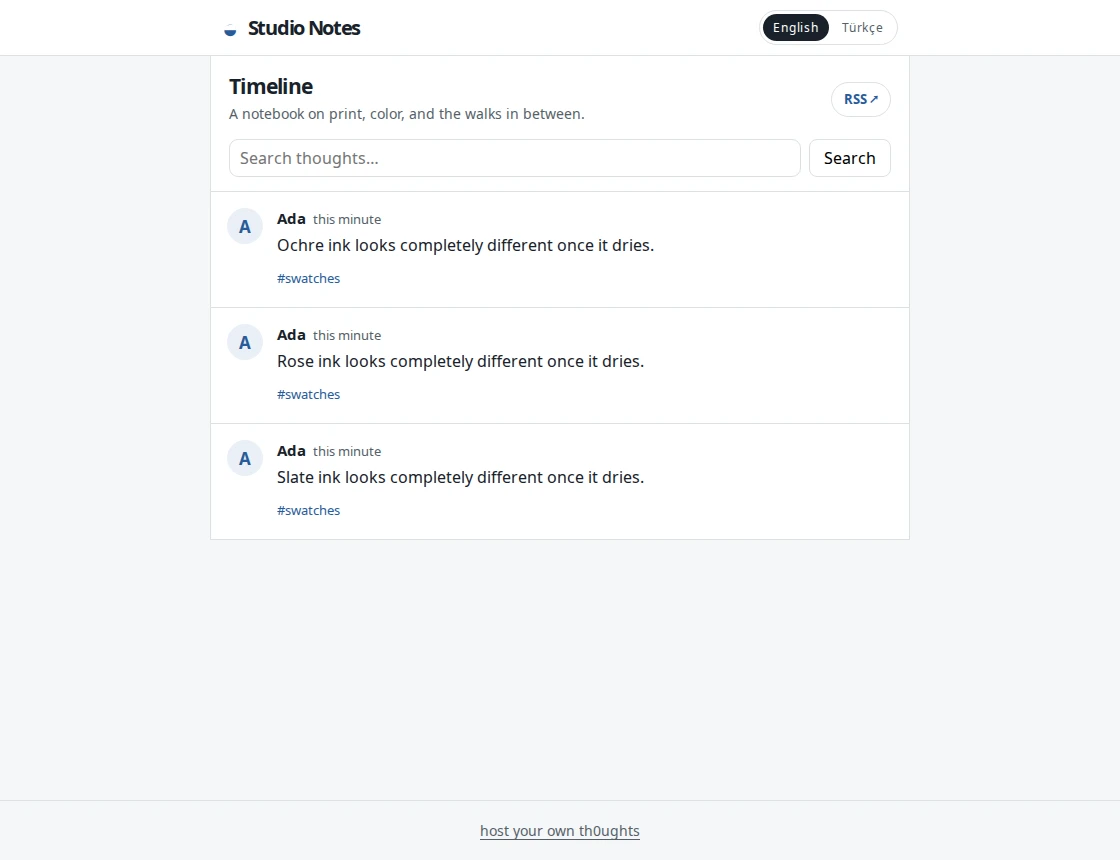 Studio Notes
English Türkçe
Timeline
A notebook on print, color, and the walks in between.
RSS↗
Search thoughts...
Search
A
Ada this minute
Ochre ink looks completely different once it dries.
#swatches
A
Ada this minute
Rose ink looks completely different once it dries.
#swatches
A
Ada this minute
Slate ink looks completely different once it dries.
#swatches
host your own th0ughts